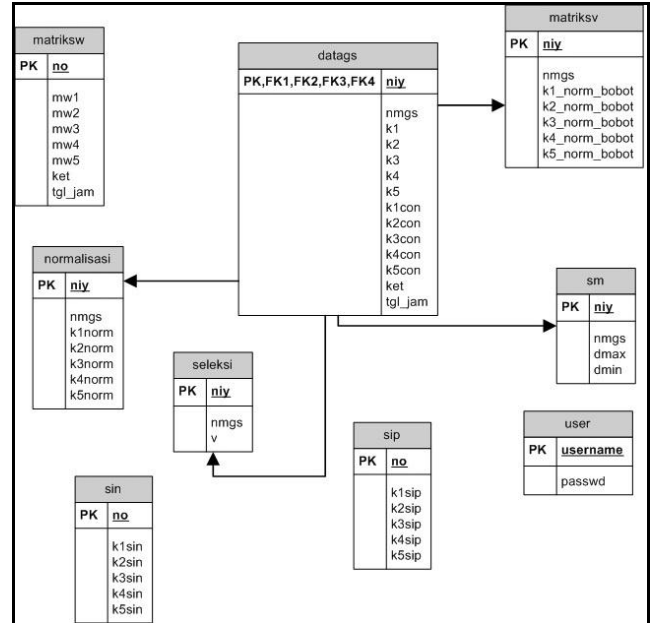 matriksw
PK no
mw1
mw2
mw3
mw4
mw5
ket
tgl_jam
datags
PK,FK1,FK2,FK3,FK4 niy
nmgs
k1
k2
k3
k4
k5
k1con
k2con
k3con
k4con
k5con
ket
tgl_jam
matriksv
PK niy
nmgs
k1_norm_bobot
k2_norm_bobot
k3_norm_bobot
k4_norm_bobot
k5_norm_bobot
normalisasi
PK niy
nmgs
k1norm
k2norm
k3norm
k4norm
k5norm
sm
PK niy
nmgs
dmax
dmin
seleksi
PK niy
nmgs
v
sip
PK no
k1sip
k2sip
k3sip
k4sip
k5sip
user
PK username
passwd
sin
PK no
k1sin
k2sin
k3sin
k4sin
k5sin